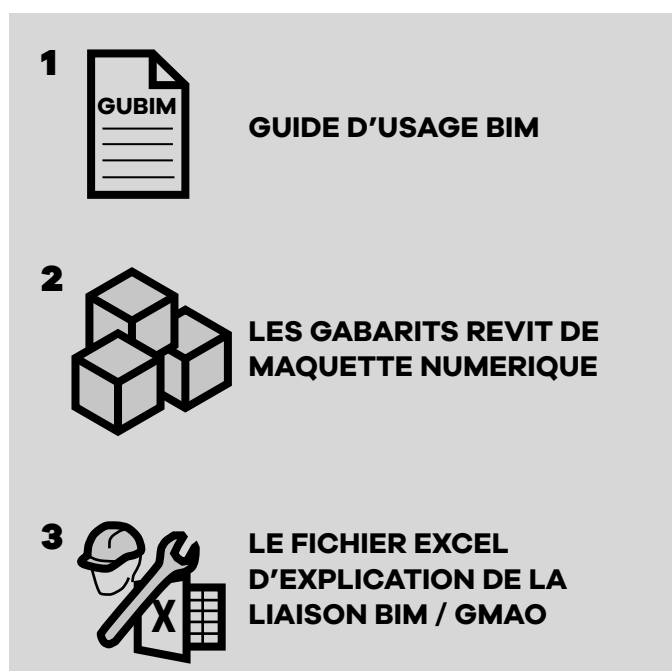 1
GUBIM
GUIDE D'USAGE BIM
2
LES GABARITS REVIT DE
MAQUETTE NUMERIQUE
3
X
LE FICHIER EXCEL
D'EXPLICATION DE LA
LIAISON BIM / GMAO